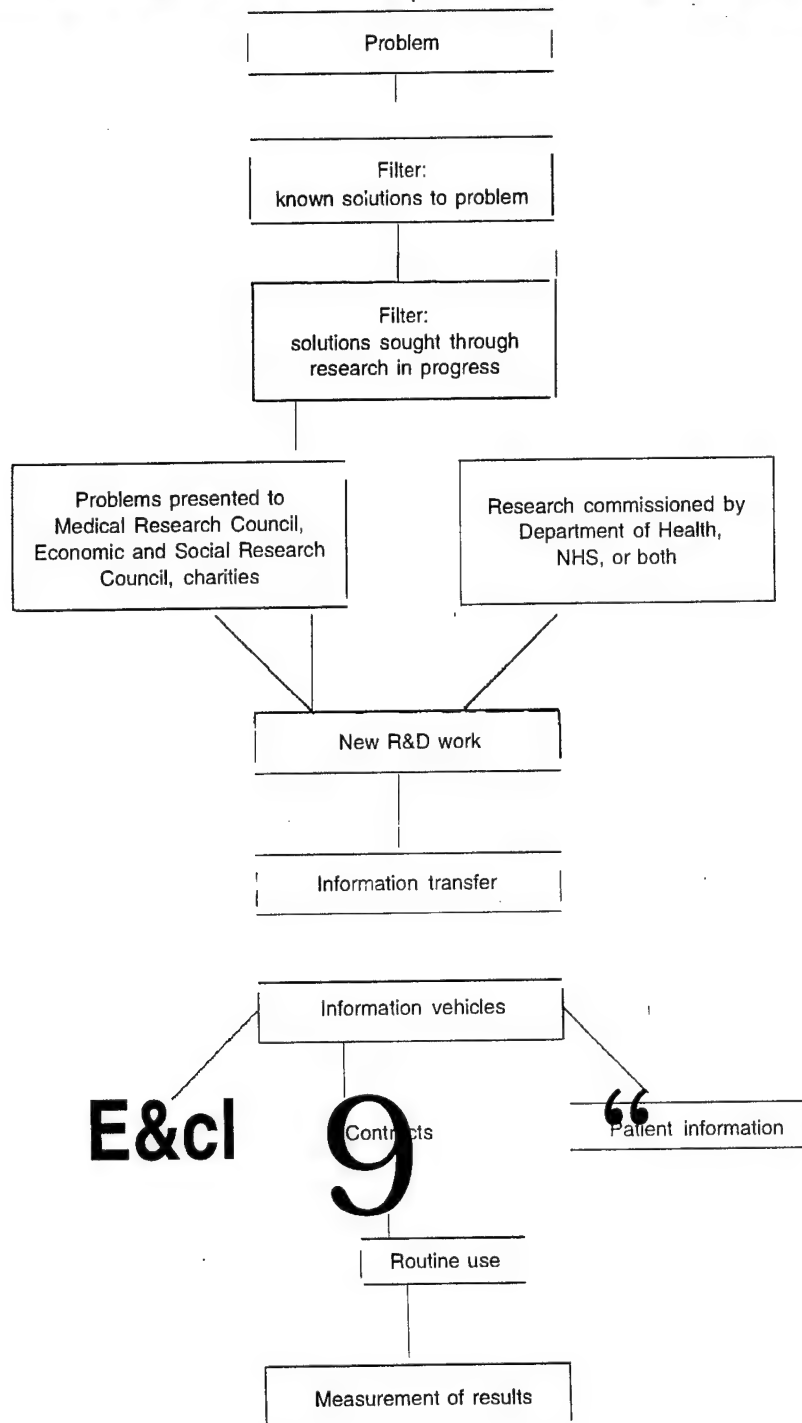 Problem
Filter:
known solutions to problem
Filter:
solutions sought through
research in progress
Problems presented to
Medical Research Council,
Economic and Social Research
Council, charities
Research commissioned by
Department of Health,
NHS, or both
New R&D work
Information transfer
Information vehicles
E&cl
9
Contracts
“
Patient information
Routine use
Measurement of results